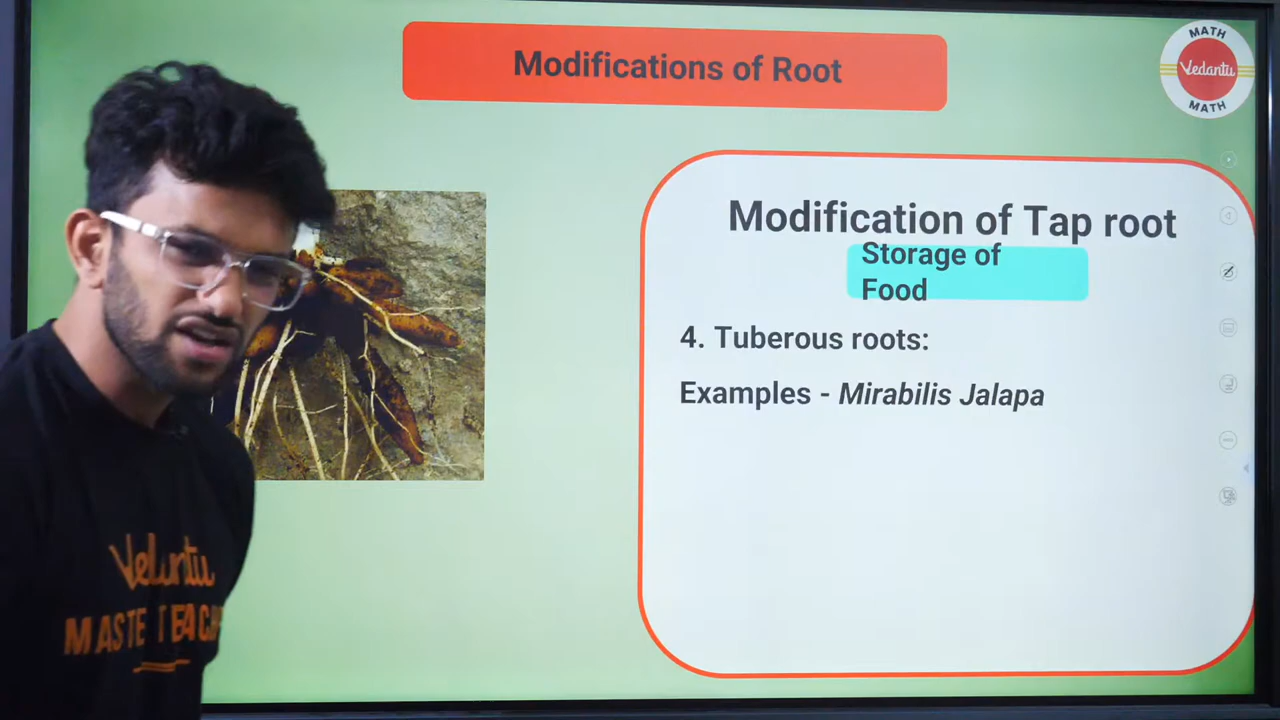 Modifications of Root
MATH
Vedantu
MATH
Modification of Tap root
Storage of
Food
4. Tuberous roots:
Examples - Mirabilis Jalapa
Vedantu
MASTE TEACH